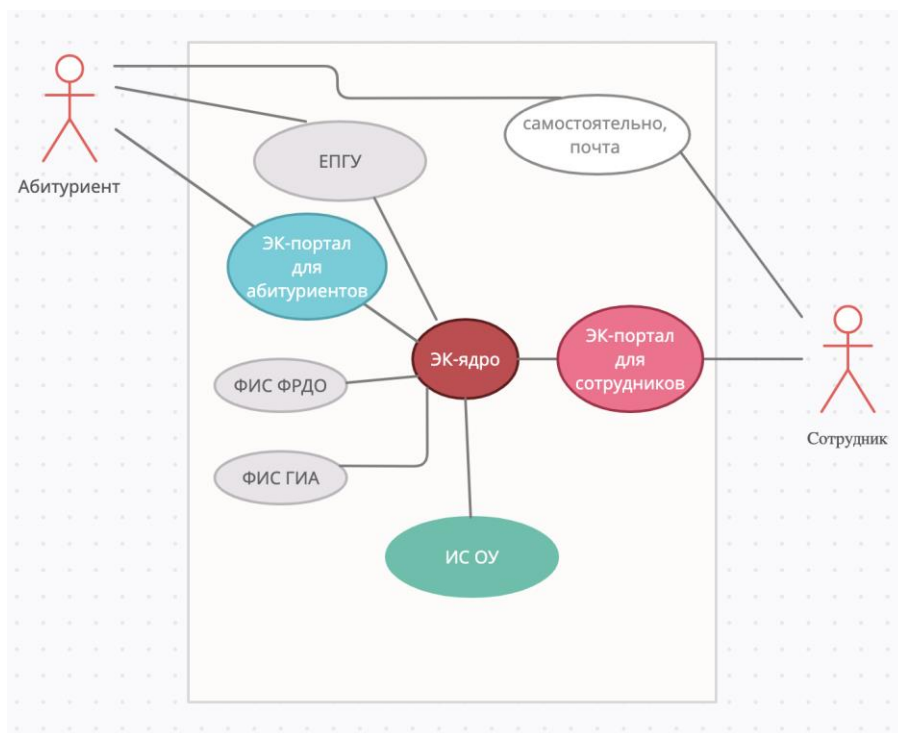 самостоятельно,
почта
ЕПГУ
Абитуриент
ЭК-портал
для
абитуриентов
ЭК-ядро
ЭК-портал
для
сотрудников
ФИС ФРДО
Сотрудник
ФИС ГИА
ИС ОУ